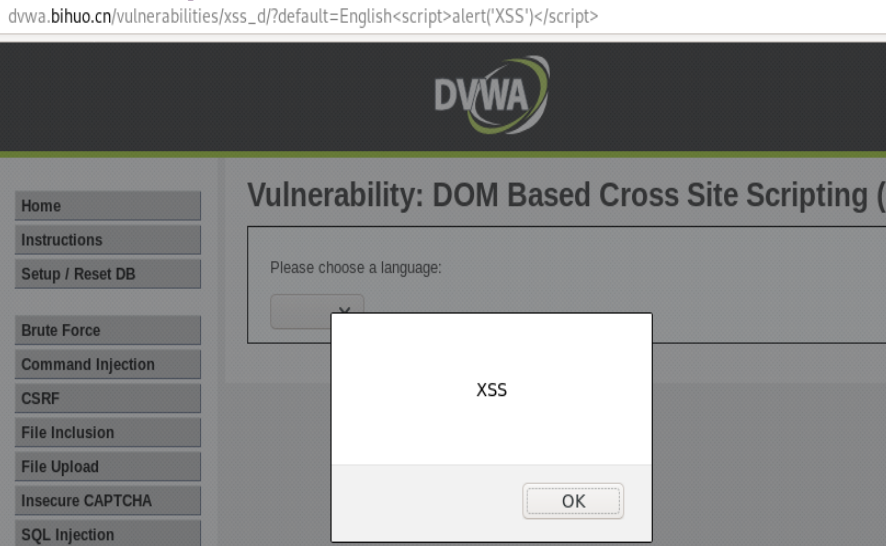 dvwa.bihuo.cn/vulnerabilities/xss_d/?default=English<script>alert('XSS')</script>
DVWA
Vulnerability: DOM Based Cross Site Scripting (
Home
Instructions
Setup / Reset DB
Please choose a language:
Brute Force
Command Injection
CSRF
File Inclusion
File Upload
Insecure CAPTCHA
SQL Injection
XSS
OK